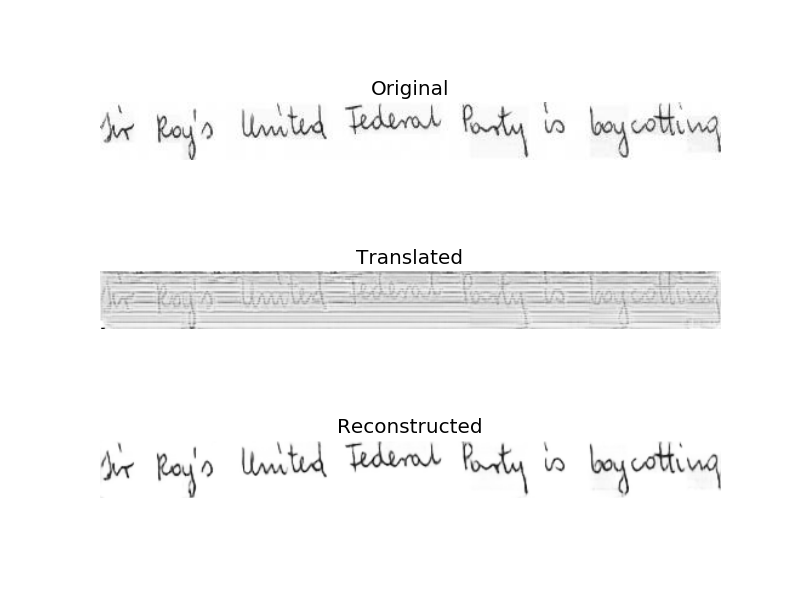 Original
Sir Roy's United Federal Party is boycotting
Translated
Sir Roy's United Federal Party is boycotting
Reconstructed
Sir Roy's United Federal Party is boycotting